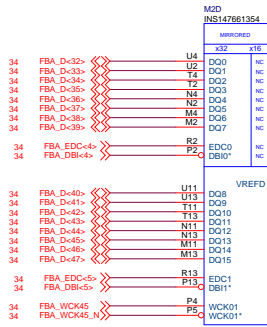 M2D
INS147661354
MIRRORED
x32 x16
34 FBA_D<32> U4 DQ0 NC
34 FBA_D<33> U2 DQ1 NC
34 FBA_D<34> T4 DQ2 NC
34 FBA_D<35> T2 DQ3 NC
34 FBA_D<36> N4 DQ4 NC
34 FBA_D<37> N2 DQ5 NC
34 FBA_D<38> M4 DQ6 NC
34 FBA_D<39> M2 DQ7 NC
34 FBA_EDC<4> R2 EDC0 NC
34 FBA_DBI<4> P2 DBI0* NC
VREFD
34 FBA_D<40> U11 DQ8
34 FBA_D<41> U13 DQ9
34 FBA_D<42> T11 DQ10
34 FBA_D<43> T13 DQ11
34 FBA_D<44> N11 DQ12
34 FBA_D<45> N13 DQ13
34 FBA_D<46> M11 DQ14
34 FBA_D<47> M13 DQ15
34 FBA_EDC<5> R13 EDC1
34 FBA_DBI<5> P13 DBI1*
34 FBA_WCK45 P4 WCK01
34 FBA_WCK45_N P5 WCK01*